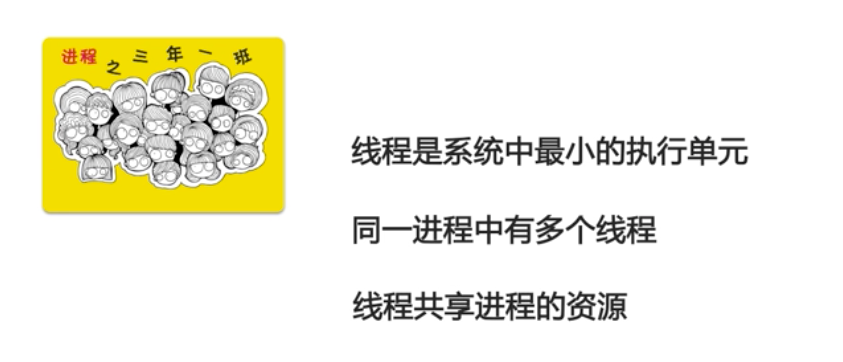 进程之三年一班
线程是系统中最小的执行单元
同一进程中有多个线程
线程共享进程的资源